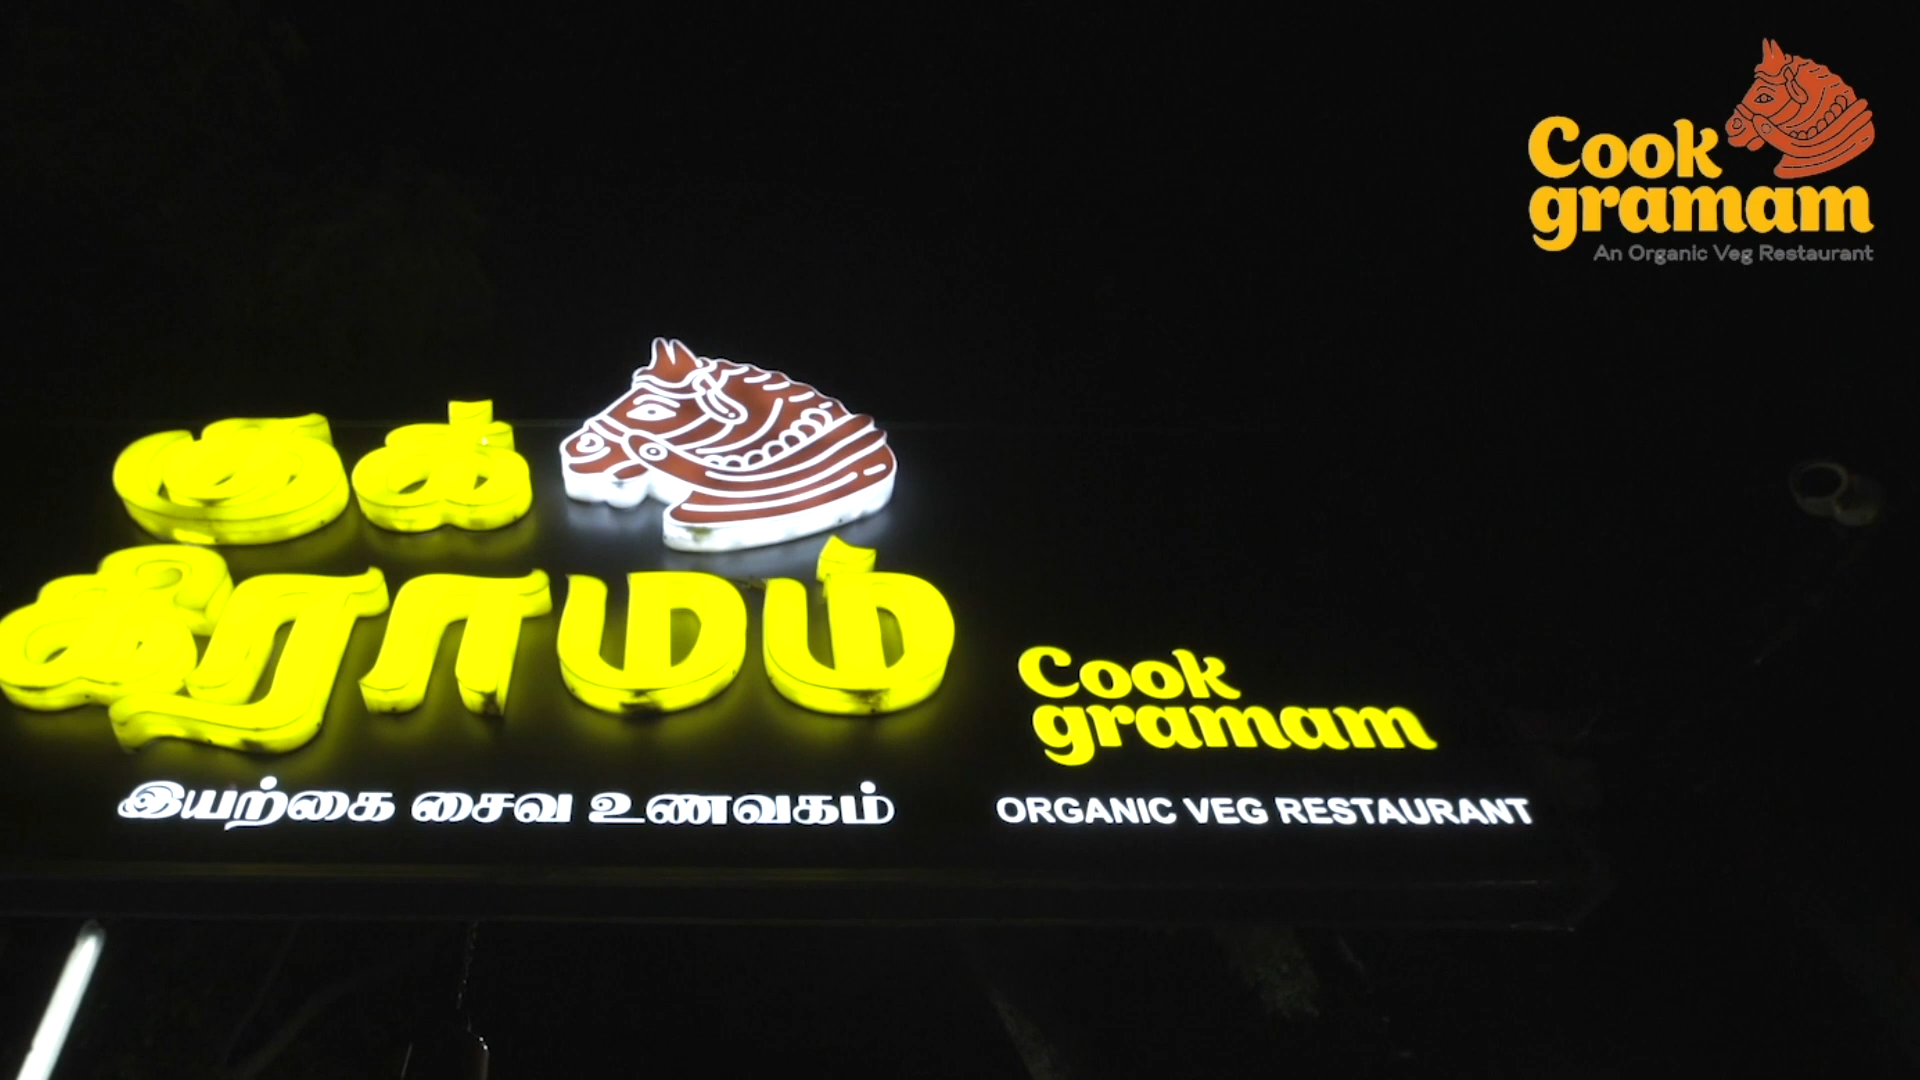 Cook
gramam
An Organic Veg Restaurant
குக்
கிராமம்
இயற்கை சைவ உணவகம்
Cook
gramam
ORGANIC VEG RESTAURANT